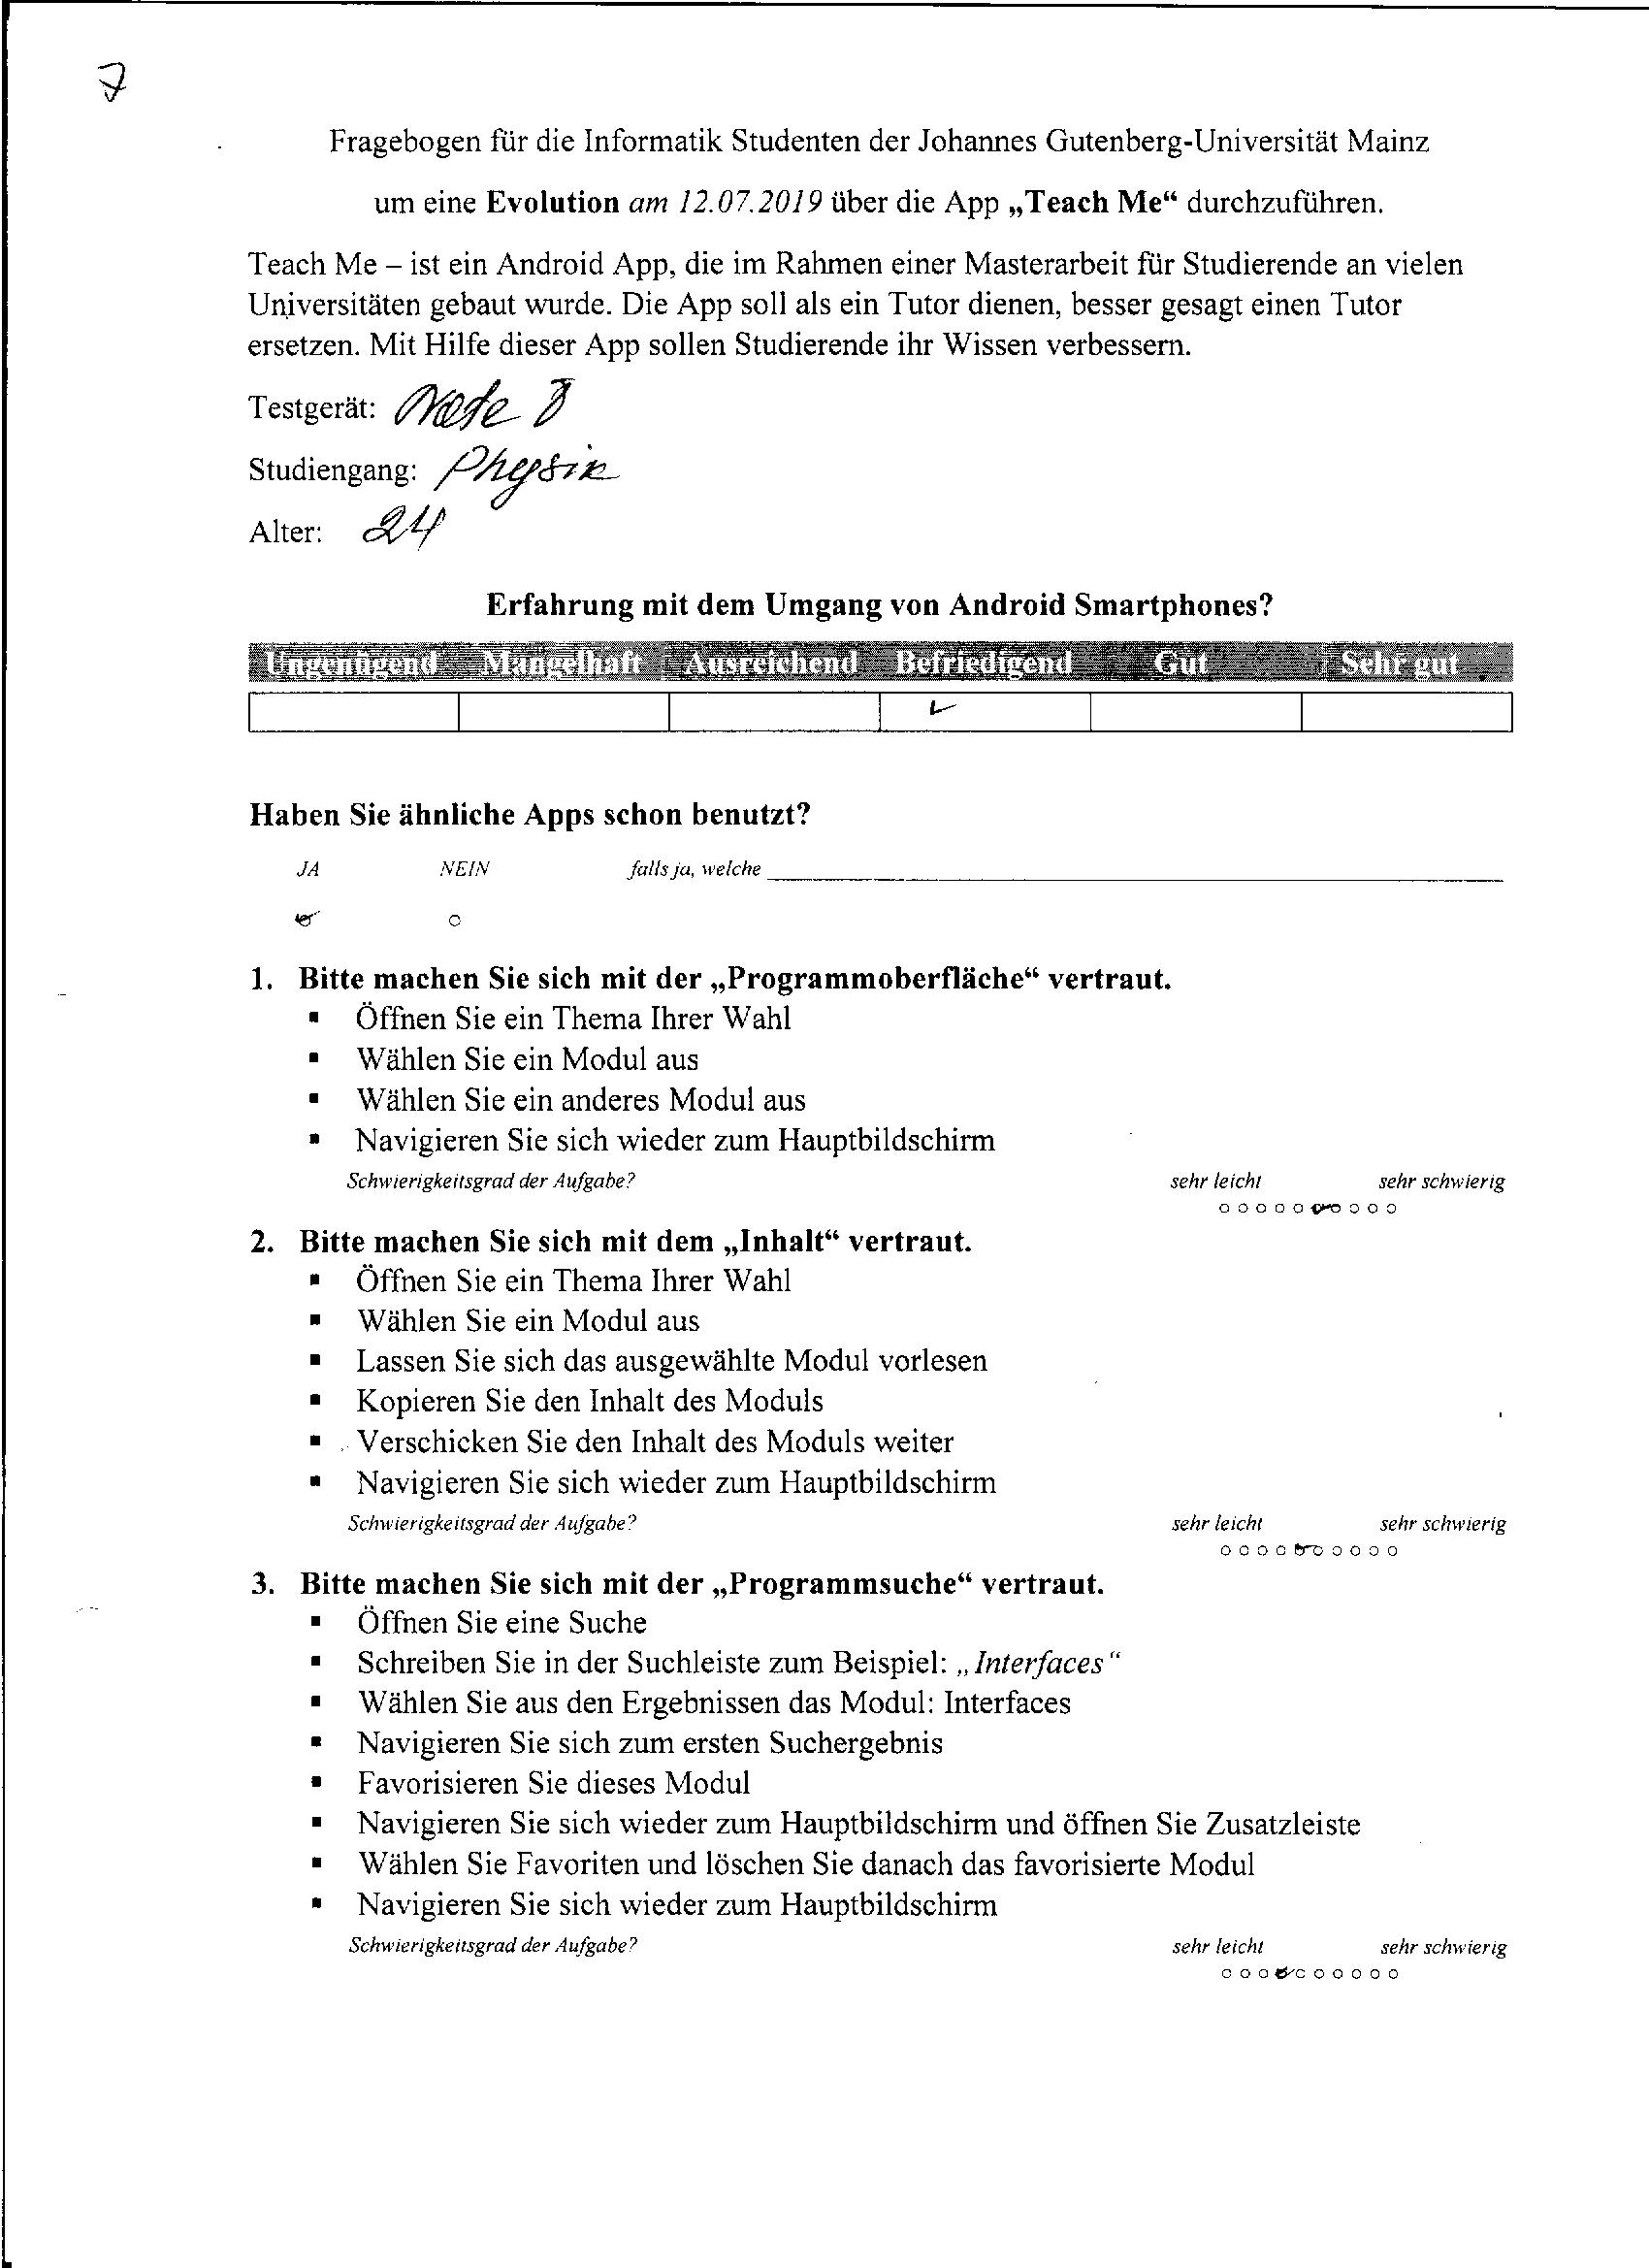 7
Fragebogen für die Informatik Studenten der Johannes Gutenberg-Universität Mainz
um eine Evolution am 12.07.2019 über die App „Teach Me“ durchzuführen.
Teach Me – ist ein Android App, die im Rahmen einer Masterarbeit für Studierende an vielen
Universitäten gebaut wurde. Die App soll als ein Tutor dienen, besser gesagt einen Tutor
ersetzen. Mit Hilfe dieser App sollen Studierende ihr Wissen verbessern.
Testgerät: Note
Studiengang: Physik
Alter: 24
Erfahrung mit dem Umgang von Android Smartphones?
Ungenügend Mangelhaft Ausreichend Befriedigend Gut Sehr gut
Haben Sie ähnliche Apps schon benutzt?
JA NEIN falls ja, welche
1. Bitte machen Sie sich mit der „Programmoberfläche“ vertraut.
▪ Öffnen Sie ein Thema Ihrer Wahl
▪ Wählen Sie ein Modul aus
▪ Wählen Sie ein anderes Modul aus
▪ Navigieren Sie sich wieder zum Hauptbildschirm
Schwierigkeitsgrad der Aufgabe? sehr leicht sehr schwierig
2. Bitte machen Sie sich mit dem „Inhalt“ vertraut.
▪ Öffnen Sie ein Thema Ihrer Wahl
▪ Wählen Sie ein Modul aus
▪ Lassen Sie sich das ausgewählte Modul vorlesen
▪ Kopieren Sie den Inhalt des Moduls
▪ Verschicken Sie den Inhalt des Moduls weiter
▪ Navigieren Sie sich wieder zum Hauptbildschirm
Schwierigkeitsgrad der Aufgabe? sehr leicht sehr schwierig
3. Bitte machen Sie sich mit der „Programmsuche“ vertraut.
▪ Öffnen Sie eine Suche
▪ Schreiben Sie in der Suchleiste zum Beispiel: „Interfaces“
▪ Wählen Sie aus den Ergebnissen das Modul: Interfaces
▪ Navigieren Sie sich zum ersten Suchergebnis
▪ Favorisieren Sie dieses Modul
▪ Navigieren Sie sich wieder zum Hauptbildschirm und öffnen Sie Zusatzleiste
▪ Wählen Sie Favoriten und löschen Sie danach das favorisierte Modul
▪ Navigieren Sie sich wieder zum Hauptbildschirm
Schwierigkeitsgrad der Aufgabe? sehr leicht sehr schwierig